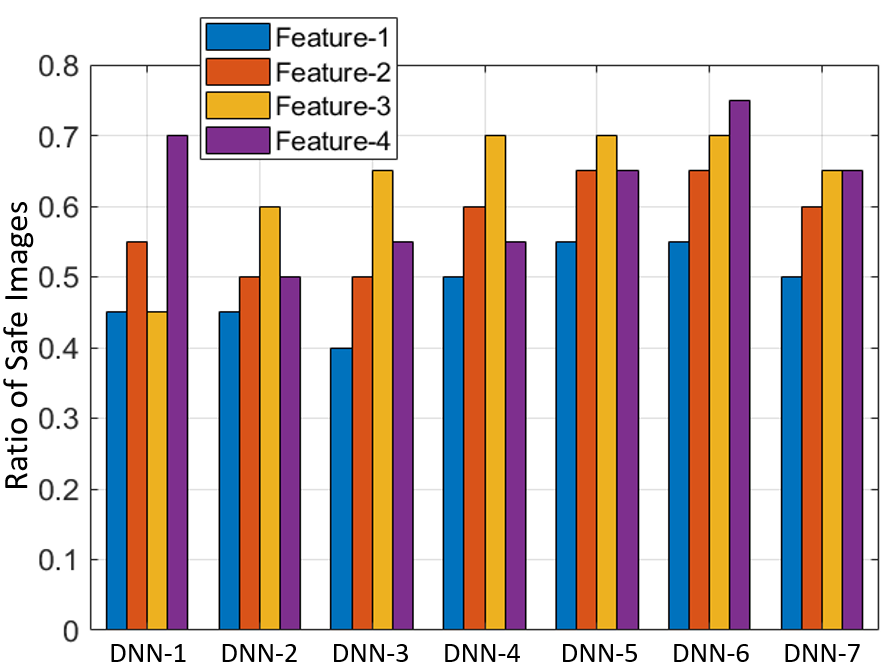 Feature-1
Feature-2
Feature-3
Feature-4
Ratio of Safe Images
0.8
0.7
0.6
0.5
0.4
0.3
0.2
0.1
0
DNN-1 DNN-2 DNN-3 DNN-4 DNN-5 DNN-6 DNN-7